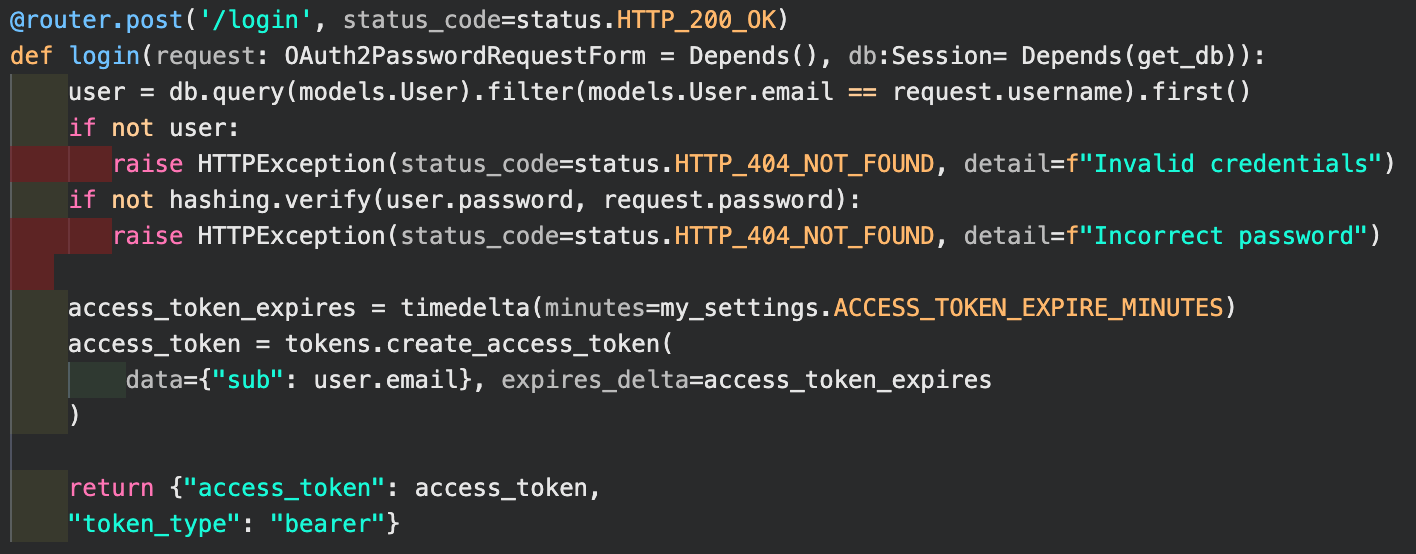 @router.post('/login', status_code=status.HTTP_200_OK)
def login(request: OAuth2PasswordRequestForm = Depends(), db:Session= Depends(get_db)):
    user = db.query(models.User).filter(models.User.email == request.username).first()
    if not user:
       raise HTTPException(status_code=status.HTTP_404_NOT_FOUND, detail=f"Invalid credentials")
    if not hashing.verify(user.password, request.password):
       raise HTTPException(status_code=status.HTTP_404_NOT_FOUND, detail=f"Incorrect password")

    access_token_expires = timedelta(minutes=my_settings.ACCESS_TOKEN_EXPIRE_MINUTES)
    access_token = tokens.create_access_token(
        data={"sub": user.email}, expires_delta=access_token_expires
    )

    return {"access_token": access_token,
    "token_type": "bearer"}